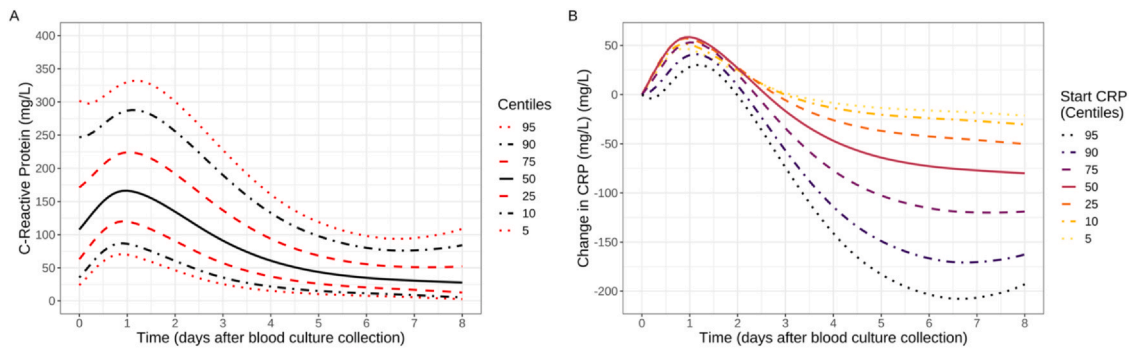 A
C-Reactive Protein (mg/L)
400
350
300
250
200
150
100
50
0
0 1 2 3 4 5 6 7 8
Time (days after blood culture collection)
Centiles
95
90
75
50
25
10
5
B
Change in CRP (mg/L)
50
0
-50
-100
-150
-200
0 1 2 3 4 5 6 7 8
Time (days after blood culture collection)
Start CRP
(Centiles)
95
90
75
50
25
10
5